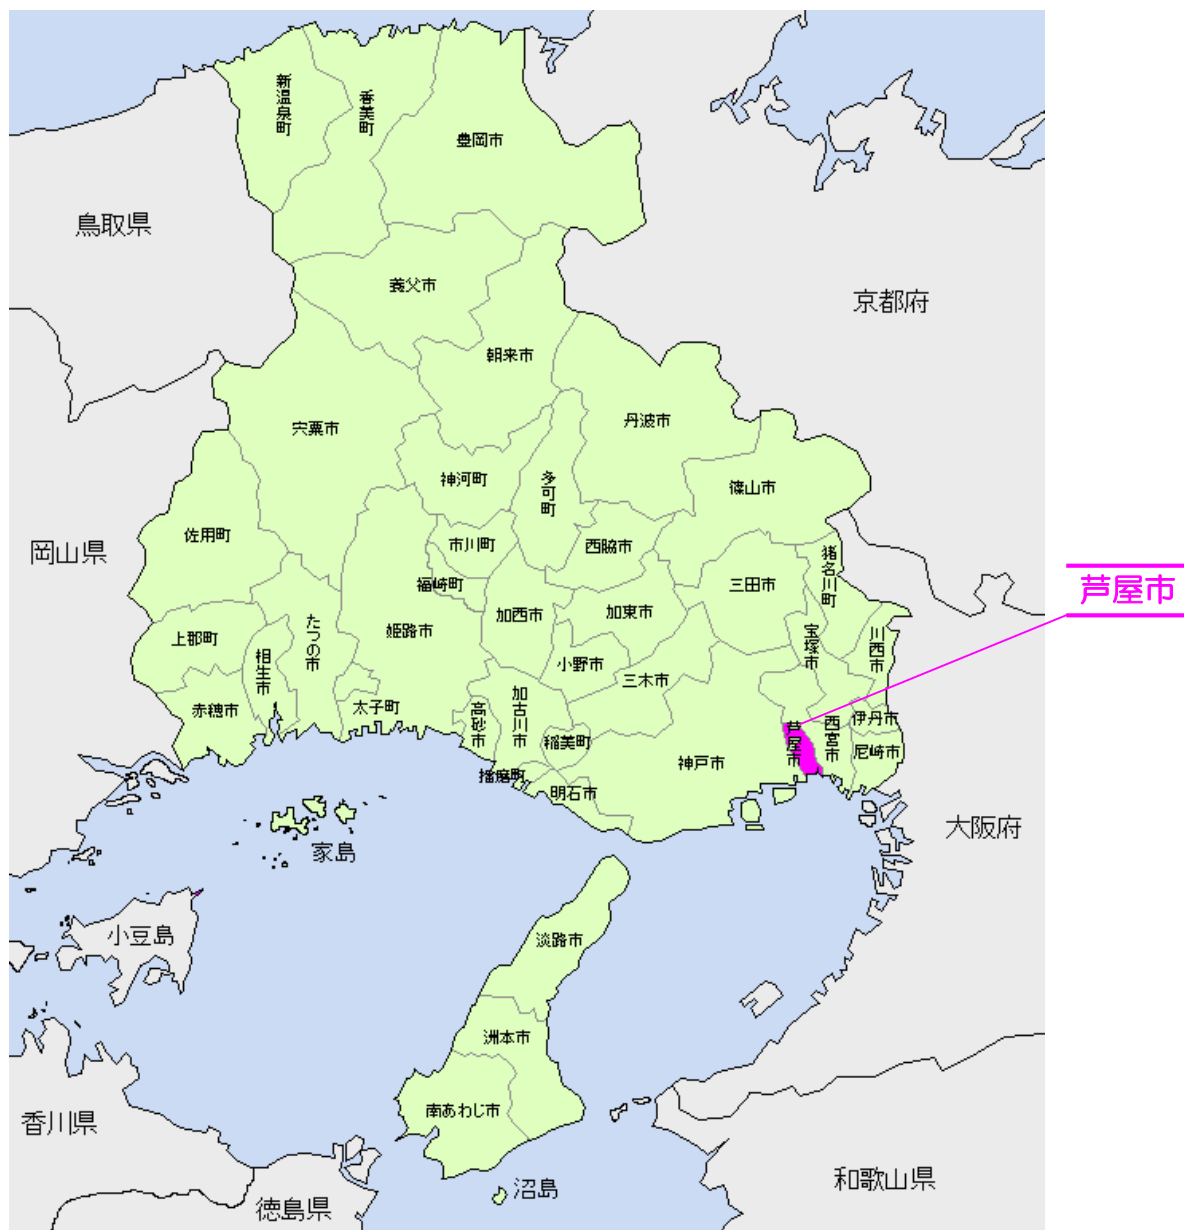 新温泉町
香美町
豊岡市
鳥取県
養父市
京都府
朝来市
宍粟市
丹波市
神河町
多可町
篠山市
佐用町
岡山県
市川町
西脇市
猪名川町
福崎町
三田市
芦屋市
加西市
加東市
たつの市
姫路市
上郡町
宝塚市
川西市
相生市
小野市
三木市
赤穂市
太子町
高砂市
加古川市
伊丹市
芦屋市
西宮市
稲美町
尼崎市
神戸市
播磨町
明石市
大阪府
家島
小豆島
淡路市
洲本市
南あわじ市
香川県
沼島
和歌山県
徳島県